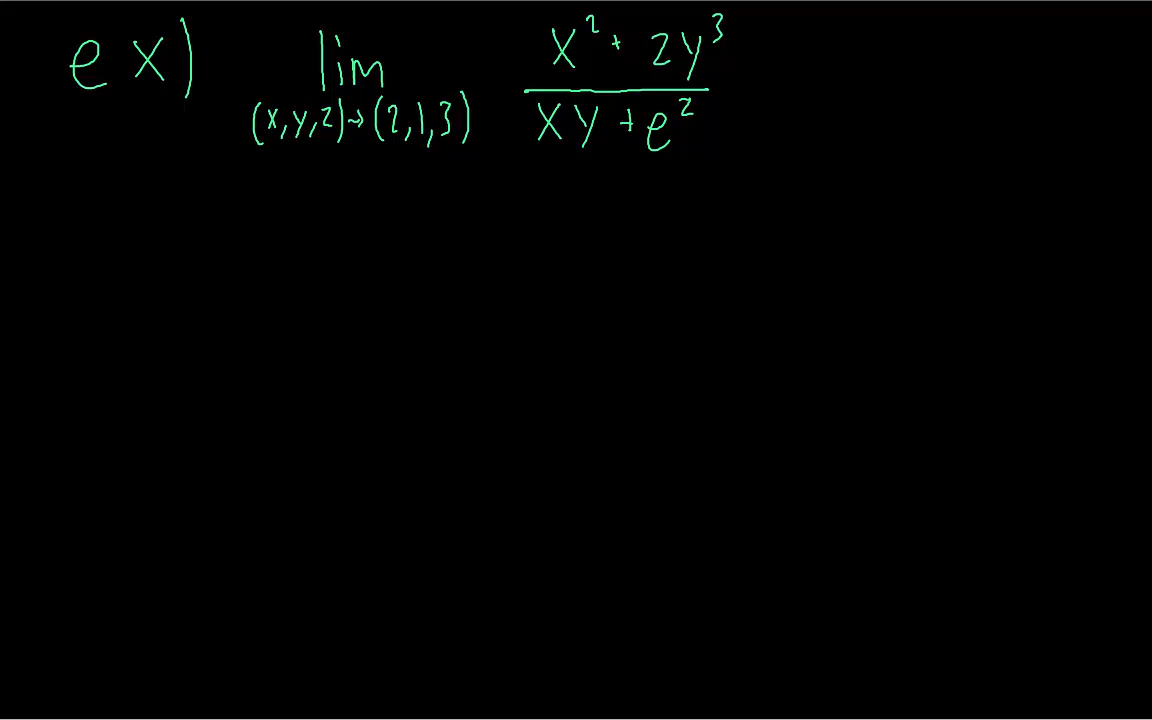 ex) lim x² + 2y³
(x,y,z)→(2,1,3) xy + e^z